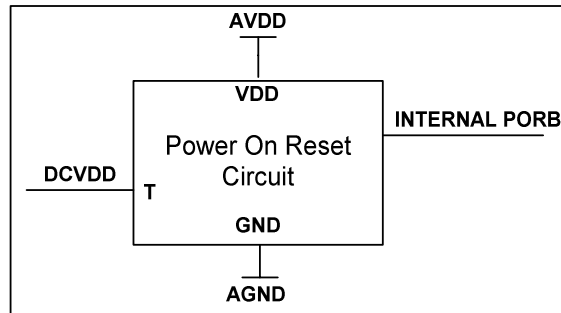 AVDD
VDD
INTERNAL PORB
Power On Reset
Circuit
DCVDD
T
GND
AGND